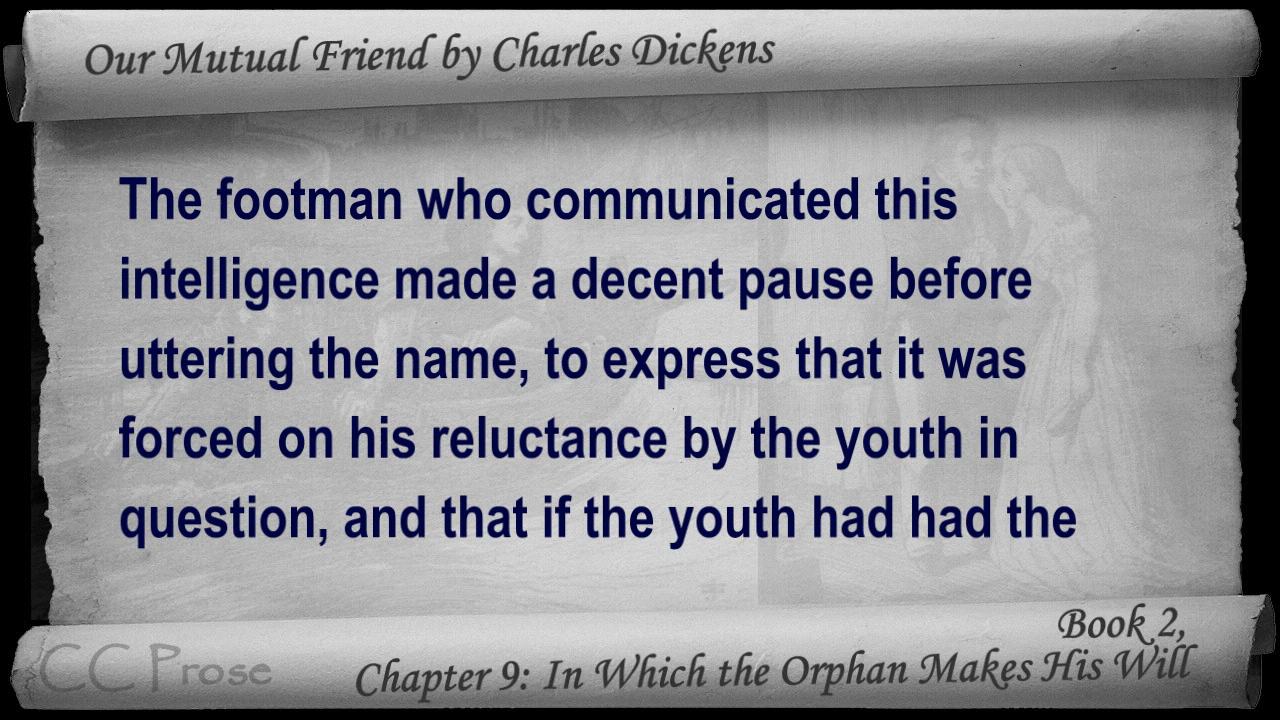 Our Mutual Friend by Charles Dickens
The footman who communicated this
intelligence made a decent pause before
uttering the name, to express that it was
forced on his reluctance by the youth in
question, and that if the youth had had the
Book 2,
Chapter 9: In Which the Orphan Makes His Will
CC Prose